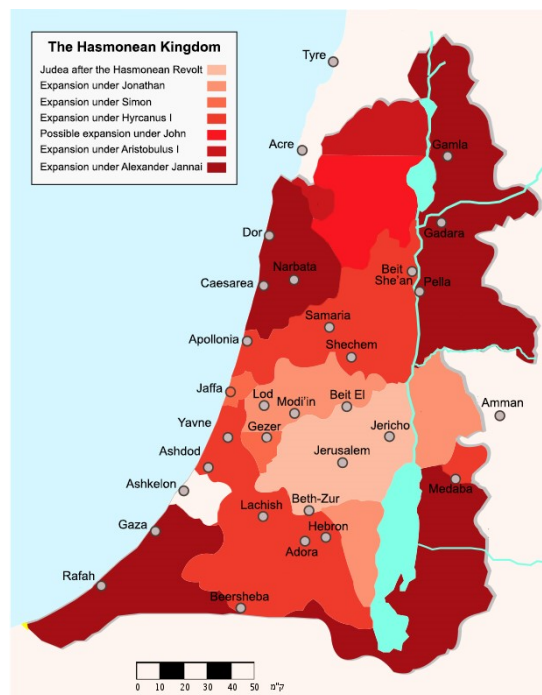 The Hasmonean Kingdom
Judea after the Hasmonean Revolt
Expansion under Jonathan
Expansion under Simon
Expansion under Hyrcanus I
Possible expansion under John
Expansion under Aristobulus I
Expansion under Alexander Jannai
Tyre
Acre
Gamla
Dor
Gadara
Narbata
Beit
She'an
Caesarea
Pella
Samaria
Apollonia
Shechem
Jaffa
Lod
Modi'in
Beit El
Amman
Yavne
Gezer
Jericho
Ashdod
Jerusalem
Medaba
Ashkelon
Lachish
Beth-Zur
Gaza
Hebron
Adora
Rafah
Beersheba
0 10 20 30 40 50 ק"מ